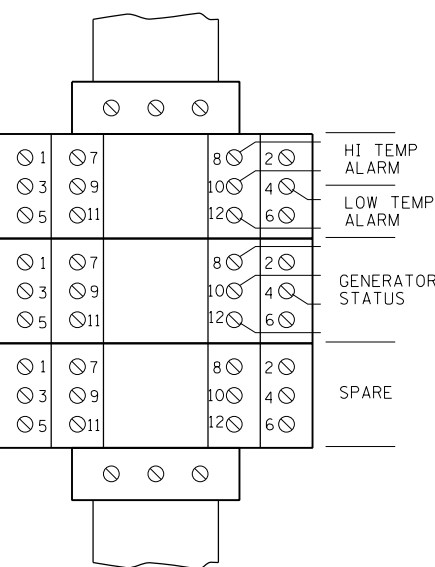 1 7 8 2 HI TEMP
3 9 10 4 ALARM
5 11 12 6 LOW TEMP
ALARM
1 7 8 2
3 9 10 4 GENERATOR
5 11 12 6 STATUS
1 7 8 2
3 9 10 4 SPARE
5 11 12 6